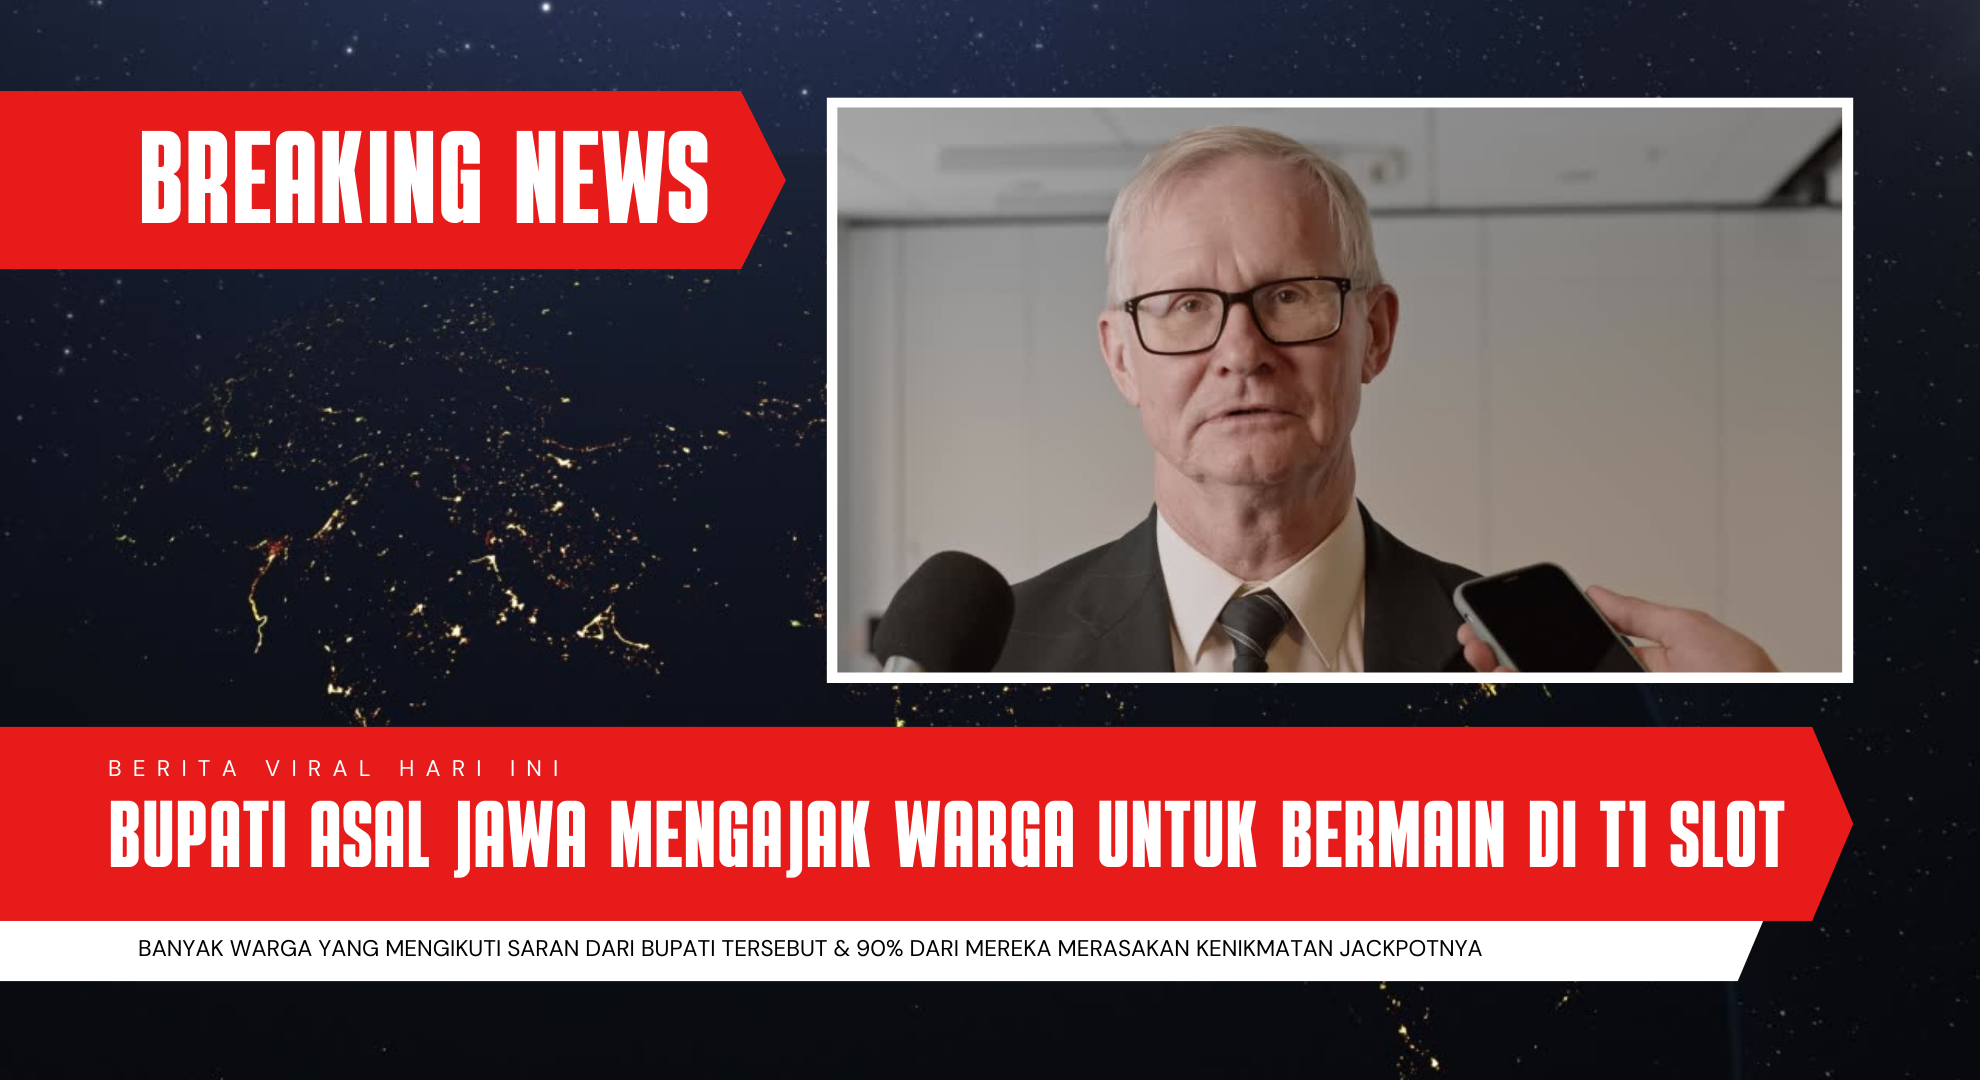 BREAKING NEWS
BERITA VIRAL HARI INI
BUPATI ASAL JAWA MENGAJAK WARGA UNTUK BERMAIN DI T1 SLOT
BANYAK WARGA YANG MENGIKUTI SARAN DARI BUPATI TERSEBUT & 90% DARI MEREKA MERASAKAN KENIKMATAN JACKPOTNYA